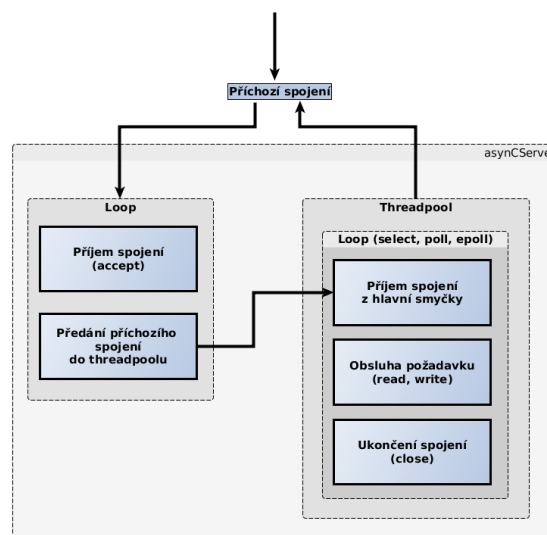 Příchozí spojení
asynCServe
Loop
Příjem spojení
(accept)
Předání příchozího
spojení
do threadpoolu
Threadpool
Loop (select, poll, epoll)
Příjem spojení
z hlavní smyčky
Obsluha požadavku
(read, write)
Ukončení spojení
(close)